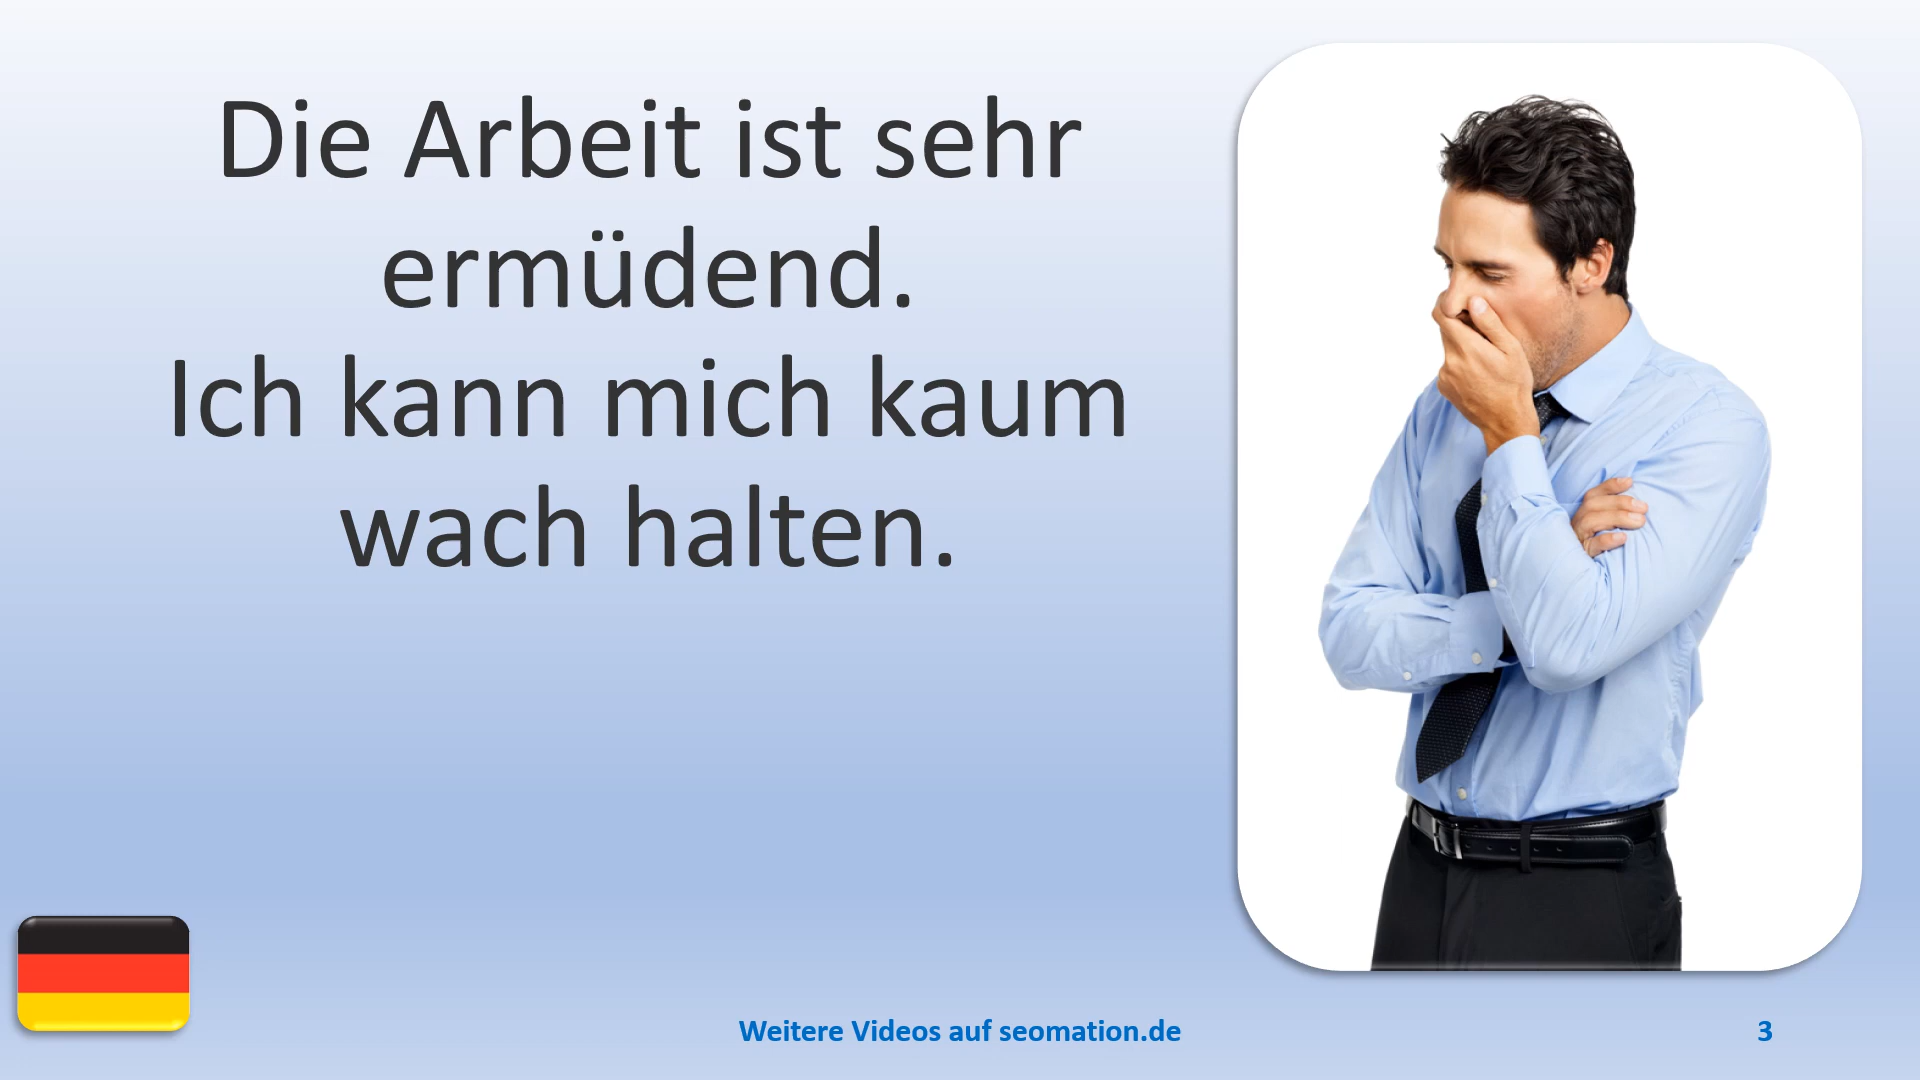 Die Arbeit ist sehr
ermüdend.
Ich kann mich kaum
wach halten.
Weitere Videos auf seomation.de
3